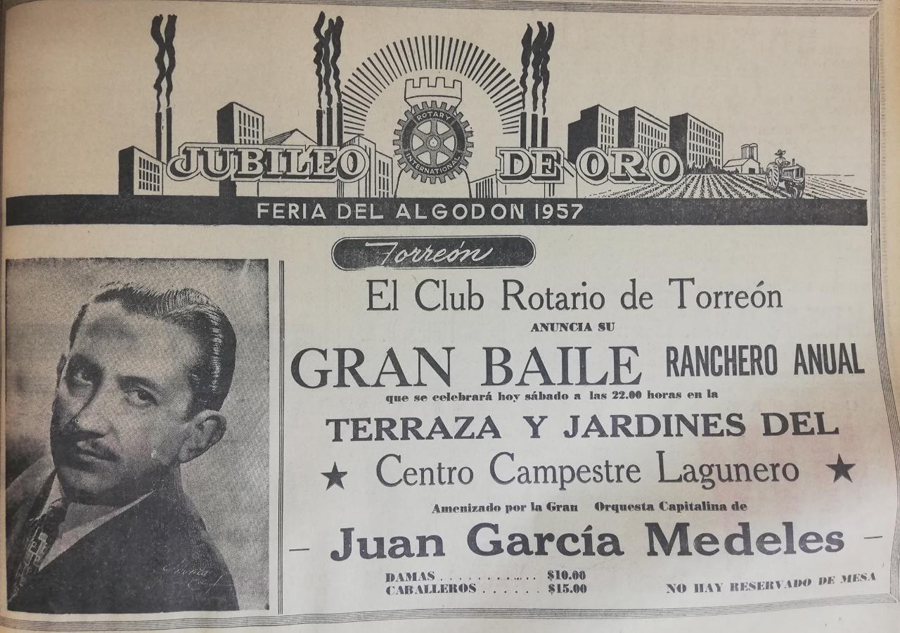 ROTARY
INTERNATIONAL
JUBILEO DE ORO
FERIA DEL ALGODON 1957
Torreón
El Club Rotario de Torreón
ANUNCIA SU
GRAN BAILE RANCHERO ANUAL
que se celebrará hoy sábado a las 22.00 horas en la
TERRAZA Y JARDINES DEL
Centro Campestre Lagunero
Amenizado por la Gran Orquesta Capitalina de
Juan García Medeles
DAMAS . . . . . . . . . . . . . $10.00
CABALLEROS . . . . . . $15.00
NO HAY RESERVADO DE MESA